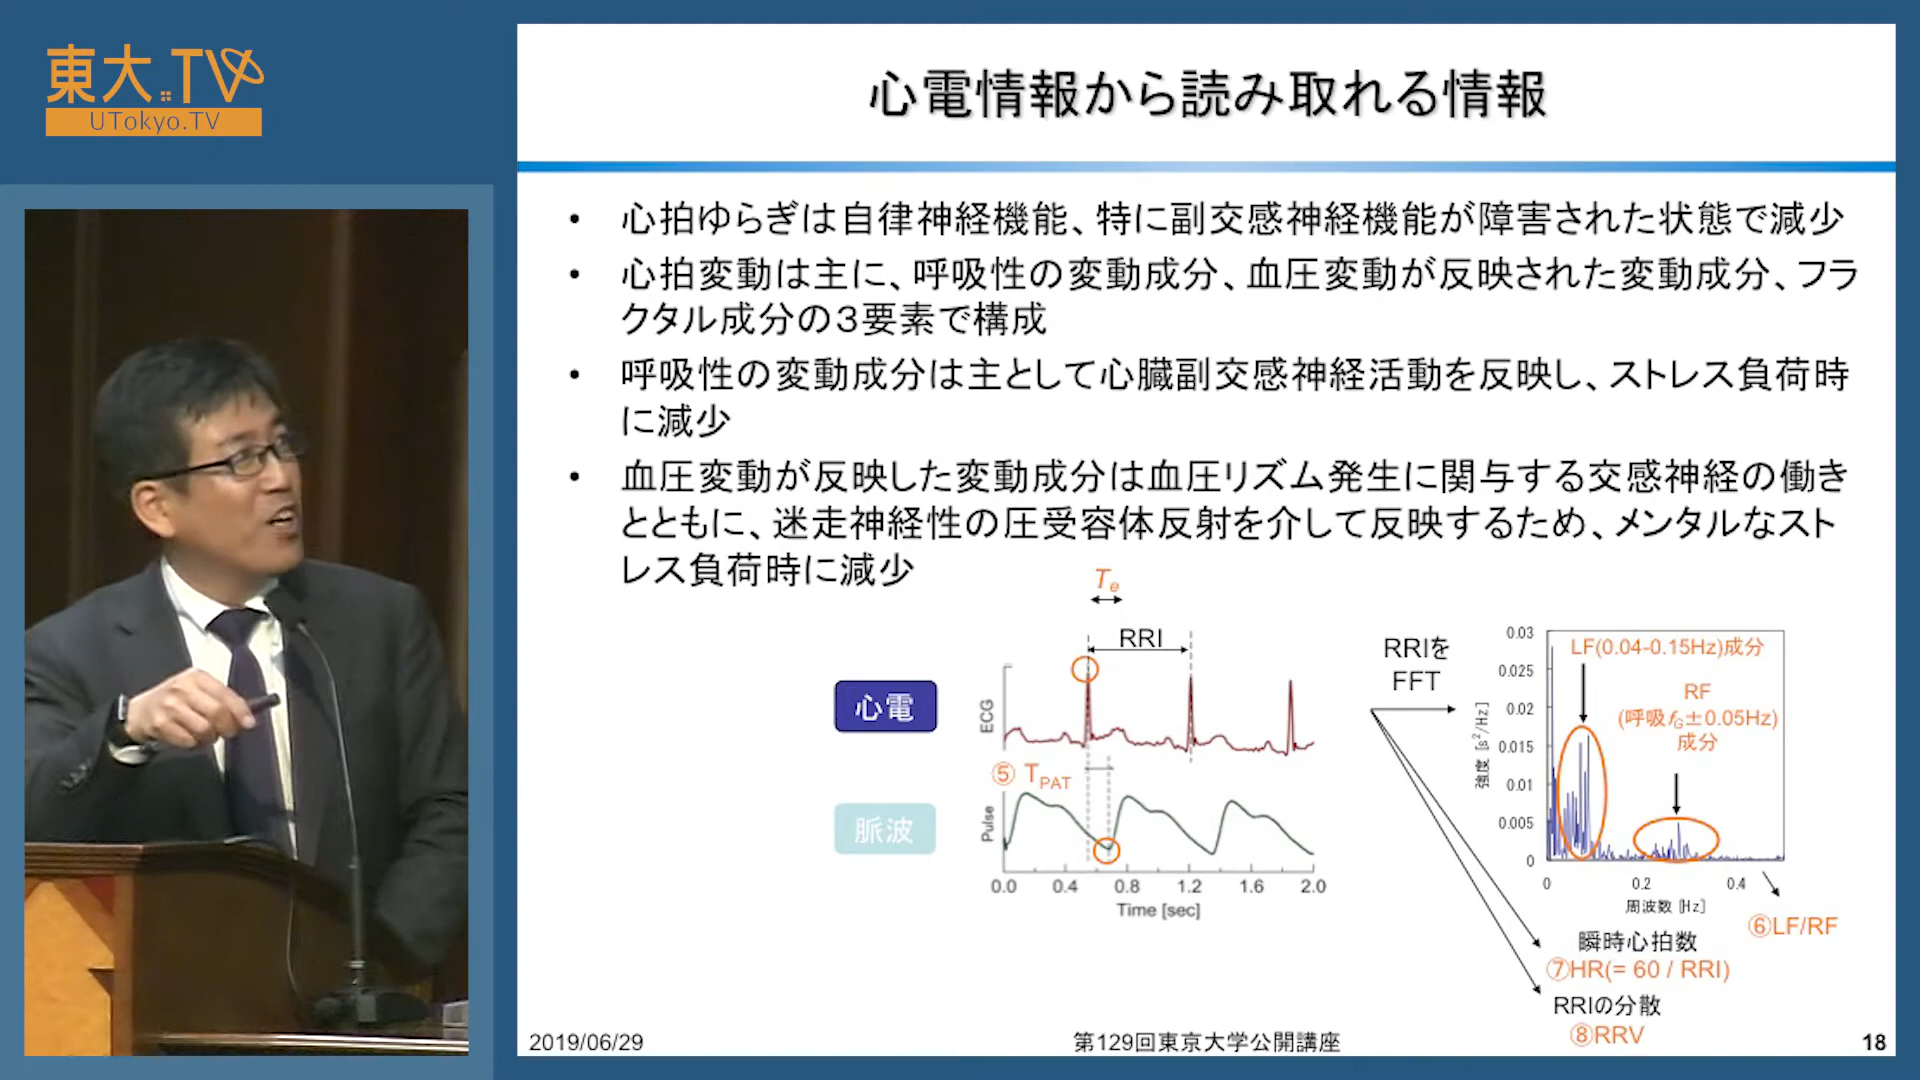 東大.TV
UTokyo.TV
心電情報から読み取れる情報
• 心拍ゆらぎは自律神経機能、特に副交感神経機能が障害された状態で減少
• 心拍変動は主に、呼吸性の変動成分、血圧変動が反映された変動成分、フラ
クタル成分の3要素で構成
• 呼吸性の変動成分は主として心臓副交感神経活動を反映し、ストレス負荷時
に減少
• 血圧変動が反映した変動成分は血圧リズム発生に関与する交感神経の働き
とともに、迷走神経性の圧受容体反射を介して反映するため、メンタルなスト
レス負荷時に減少
Te
RRI
心電
ECG
⑤ TPAT
脈波
Pulse
0.0 0.4 0.8 1.2 1.6 2.0
Time [sec]
RRIを
FFT
0.03
0.025
0.02
0.015
0.01
0.005
0
強度 [s²/Hz]
LF(0.04-0.15Hz)成分
RF
(呼吸fG±0.05Hz)
成分
0 0.2 0.4
周波数 [Hz]
⑥LF/RF
瞬時心拍数
⑦HR(= 60 / RRI)
RRIの分散
⑧RRV
2019/06/29
第129回東京大学公開講座
18